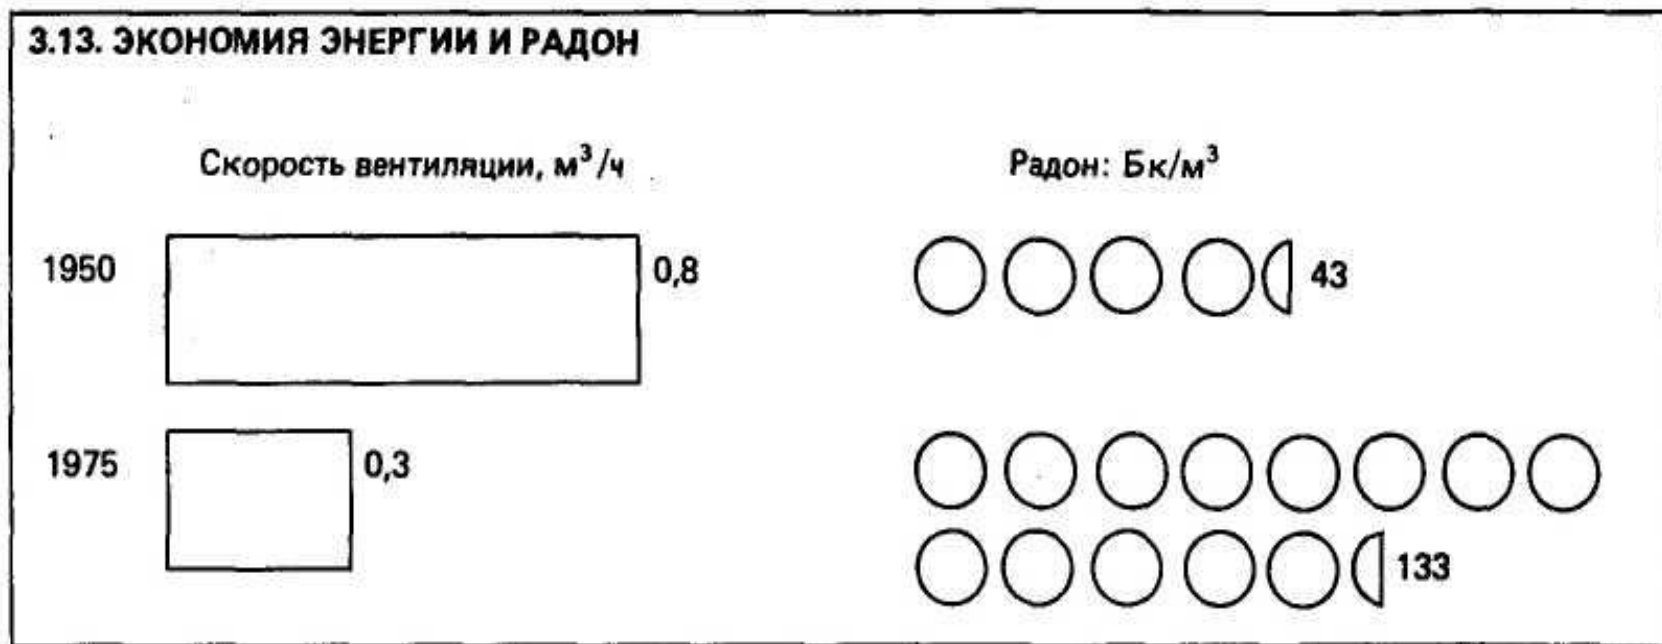 3.13. ЭКОНОМИЯ ЭНЕРГИИ И РАДОН
Скорость вентиляции, м³/ч
Радон: Бк/м³
1950
0,8
43
1975
0,3
133